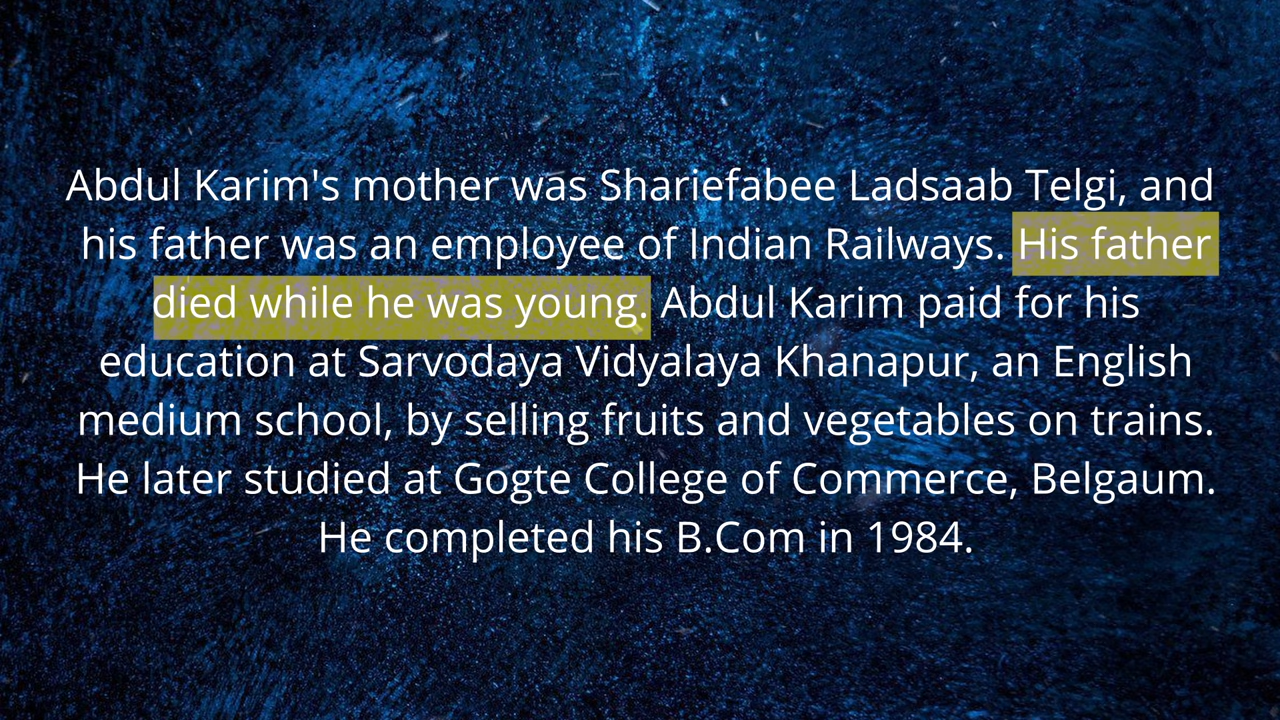 Abdul Karim's mother was Shariefabee Ladsaab Telgi, and
his father was an employee of Indian Railways. His father
died while he was young. Abdul Karim paid for his
education at Sarvodaya Vidyalaya Khanapur, an English
medium school, by selling fruits and vegetables on trains.
He later studied at Gogte College of Commerce, Belgaum.
He completed his B.Com in 1984.